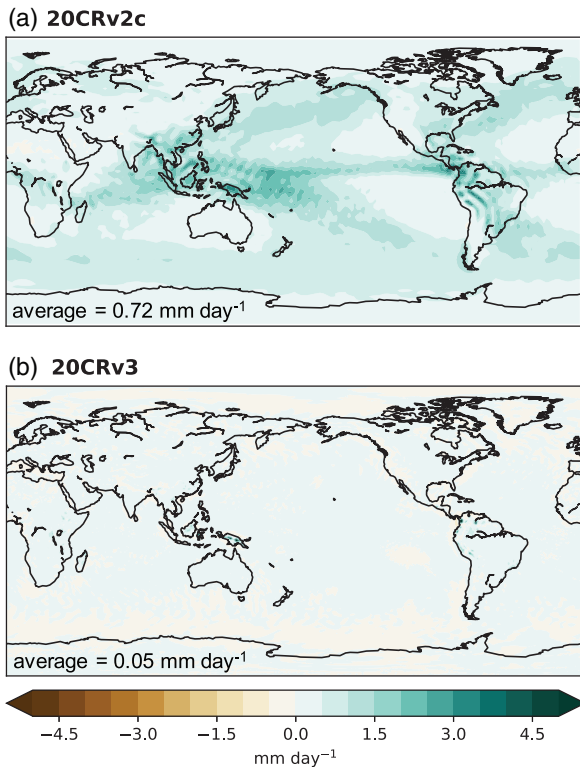 (a) 20CRv2c
average = 0.72 mm day⁻¹
(b) 20CRv3
average = 0.05 mm day⁻¹
−4.5 −3.0 −1.5 0.0 1.5 3.0 4.5
mm day⁻¹